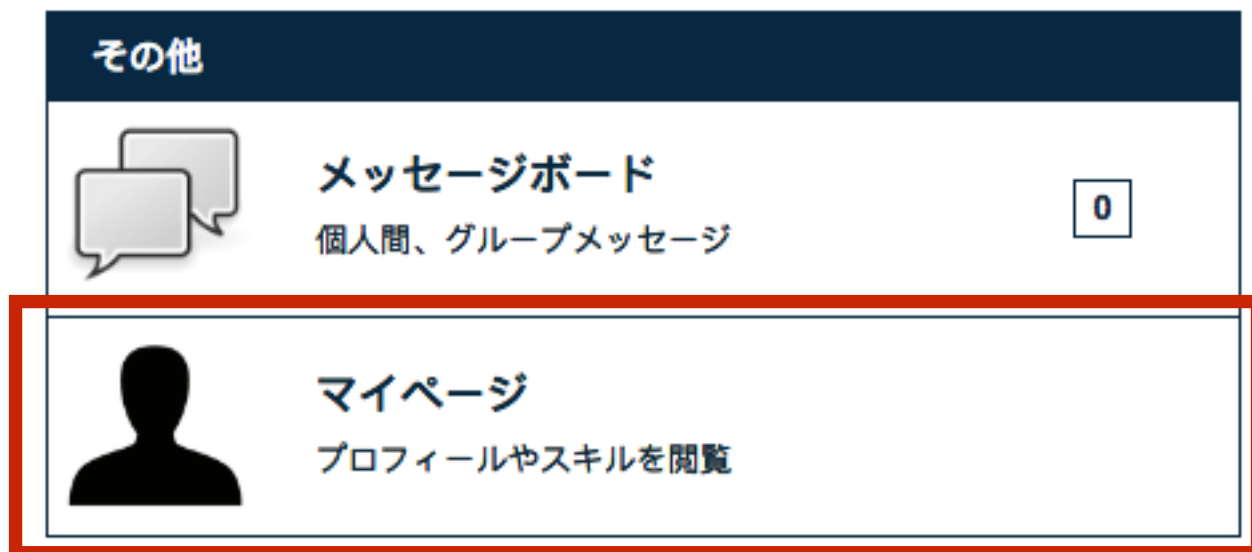 その他
メッセージボード
個人間、グループメッセージ
0
マイページ
プロフィールやスキルを閲覧